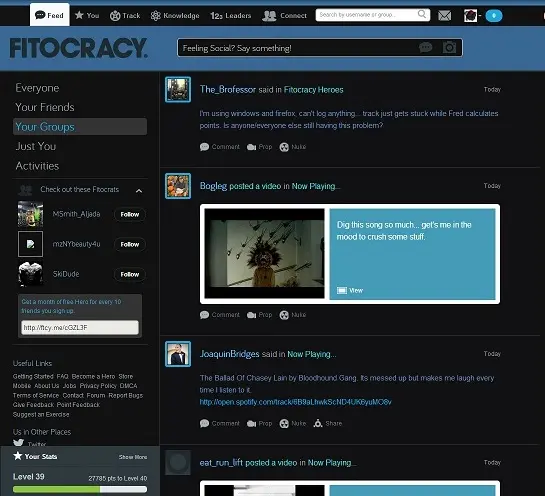 Feed
You
Track
Knowledge
Leaders
Connect
Search by username or group...
0
FITOCRACY.
Feeling Social? Say something!
Everyone
Your Friends
Your Groups
Just You
Activities
Check out these Fitocrats
MSmith_Aljada
Follow
mzNYbeauty4u
Follow
SkiDude
Follow
Get a month of free Hero for every 10
friends you sign up.
http://ftcy.me/cGZL3F
Useful Links
Getting Started FAQ Become a Hero Store
Mobile About Us Jobs Privacy Policy DMCA
Terms of Service Contact Forum Report Bugs
Give Feedback Point Feedback
Suggest an Exercise
Us in Other Places
Twitter
Your Stats
Show More
Level 39
27785 pts to Level 40
The_Brofessor said in Fitocracy Heroes
Today
I'm using windows and firefox, can't log anything... track just gets stuck while Fred calculates
points. Is anyone/everyone else still having this problem?
Comment Prop Nuke
Bogleg posted a video in Now Playing...
Today
Dig this song so much... get's me in the
mood to crush some stuff.
View
Comment Prop Nuke
JoaquinBridges said in Now Playing...
Today
The Ballad Of Chasey Lain by Bloodhound Gang. Its messed up but makes me laugh every
time I listen to it.
http://open.spotify.com/track/6B9aLhwkScND4UK6yuMO8v
Comment Prop Nuke Share
eat_run_lift posted a video in Now Playing...
Today